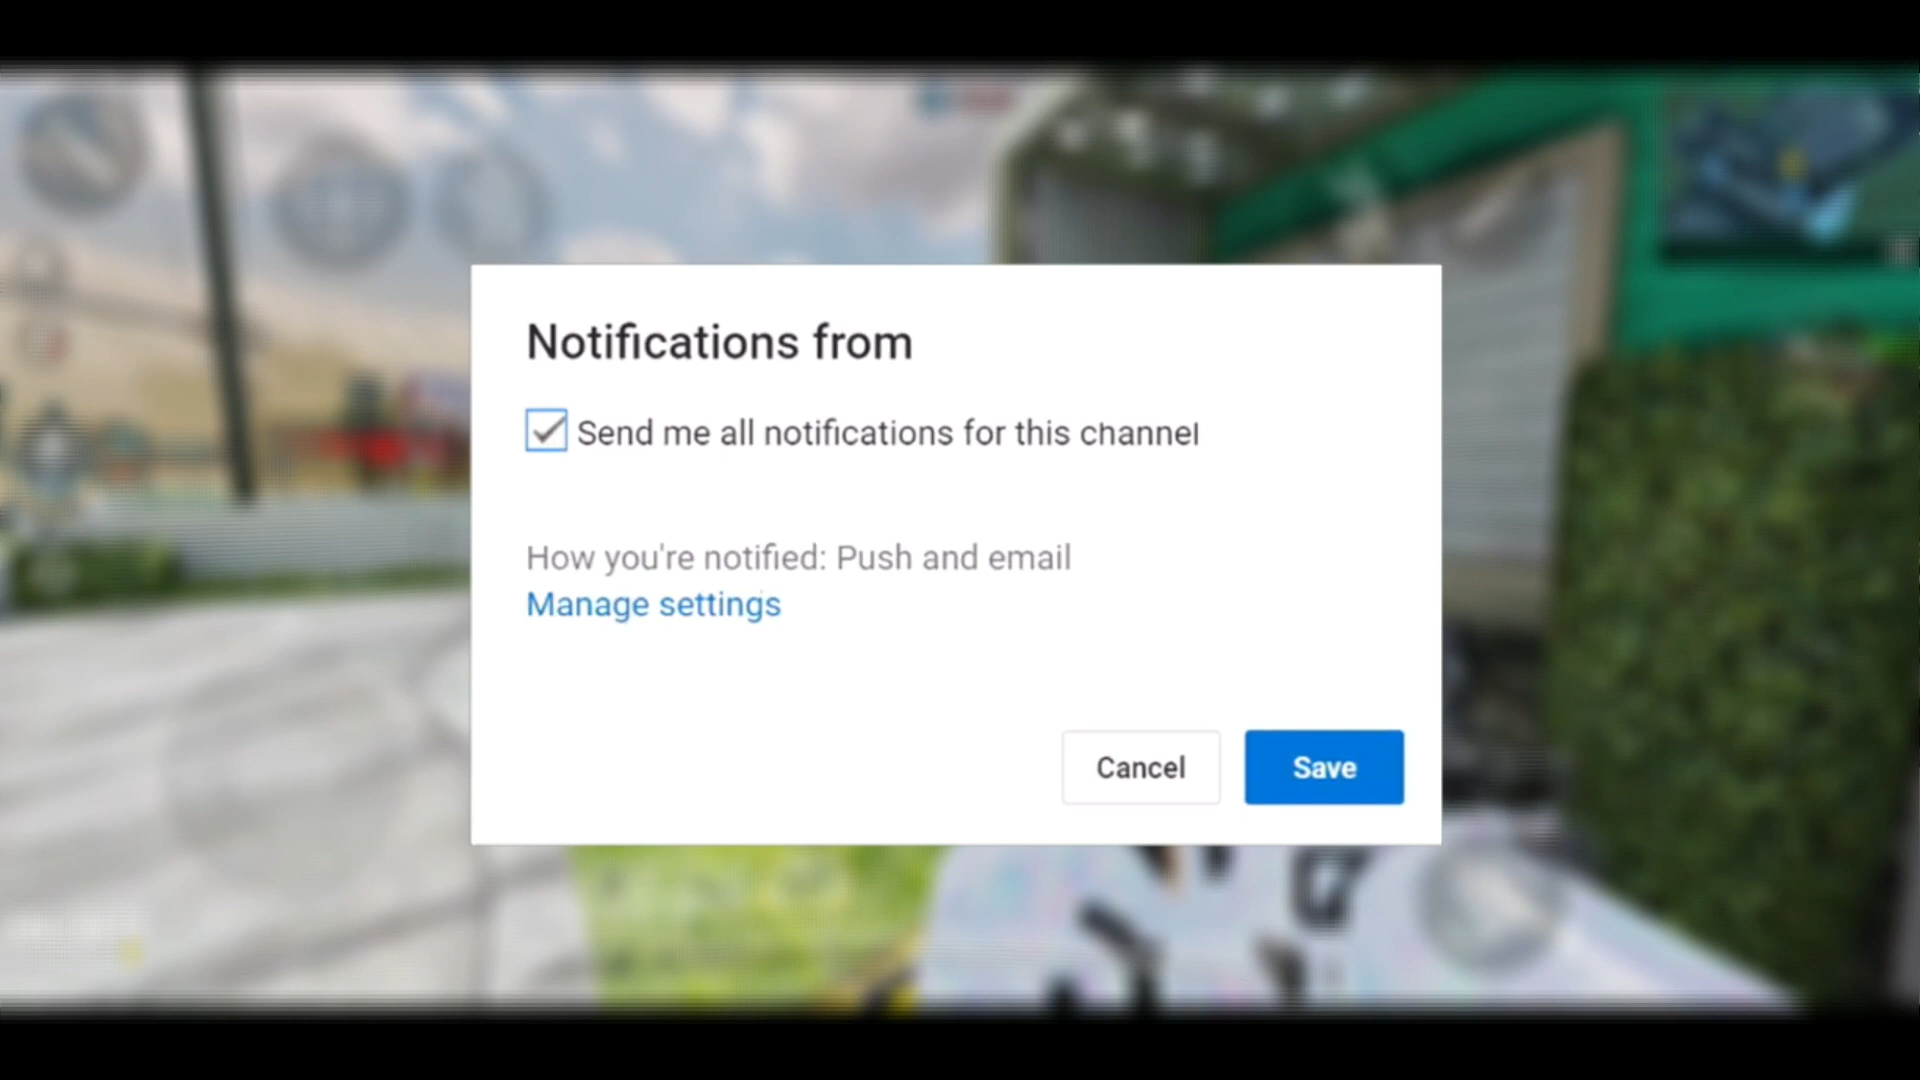 Notifications from
Send me all notifications for this channel
How you're notified: Push and email
Manage settings
Cancel
Save